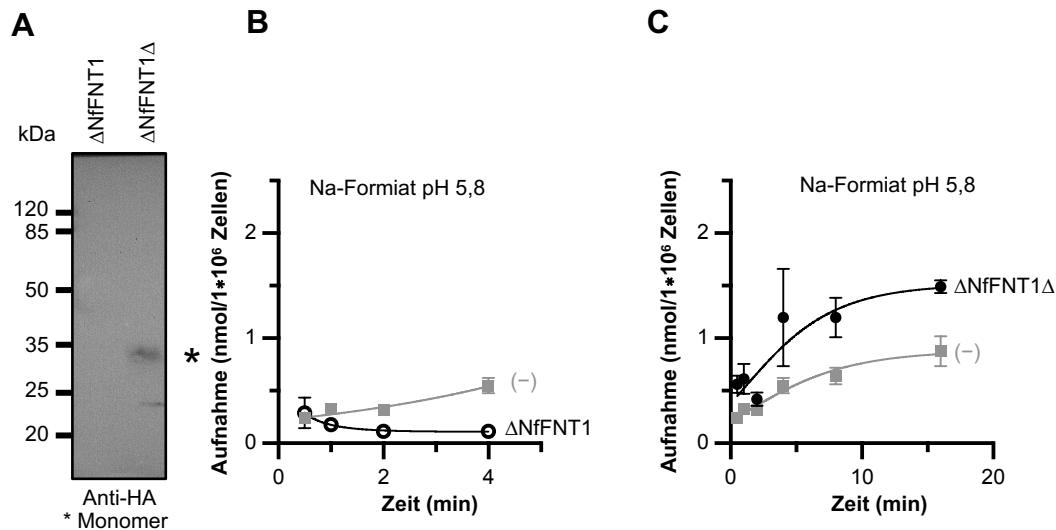 A
ΔNfFNT1
ΔNfFNT1Δ
kDa
120
85
50
35
25
20
*
Anti-HA
* Monomer
B
Na-Formiat pH 5,8
Aufnahme (nmol/1*10⁶ Zellen)
2
1
0
(−)
ΔNfFNT1
0
2
4
Zeit (min)
C
Na-Formiat pH 5,8
Aufnahme (nmol/1*10⁶ Zellen)
2
1
0
ΔNfFNT1Δ
(−)
0
10
20
Zeit (min)